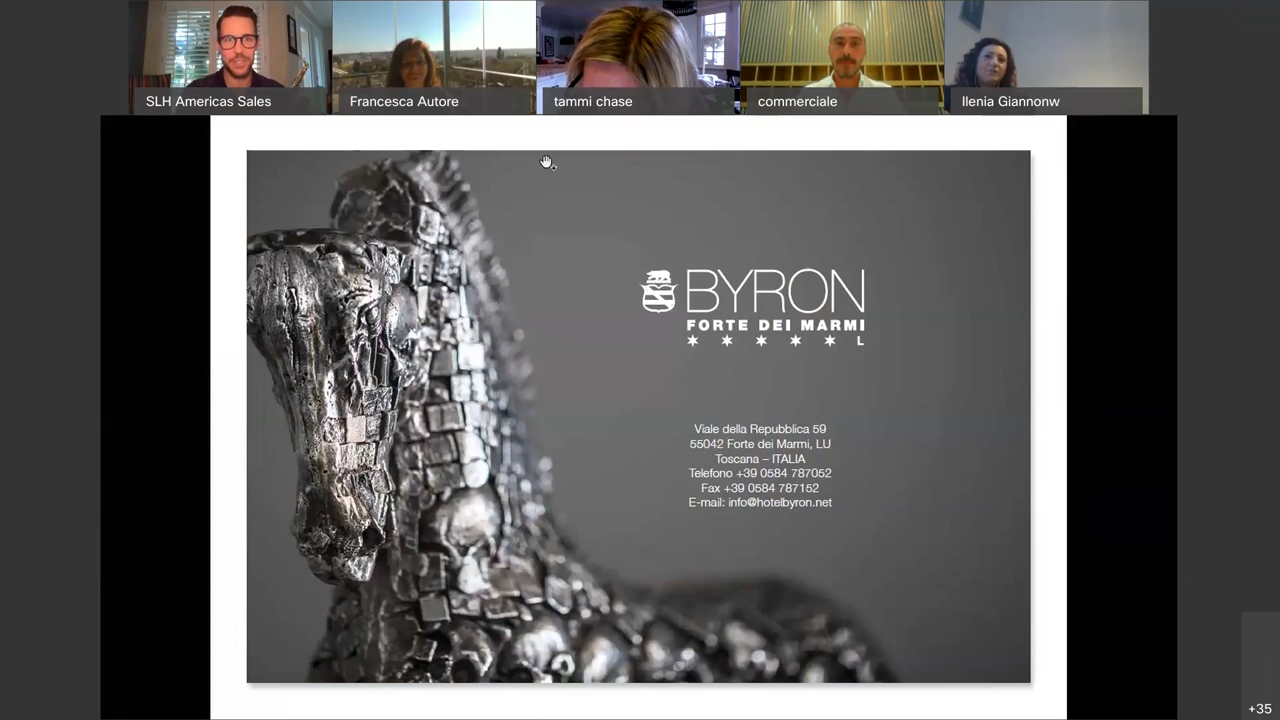 SLH Americas Sales
Francesca Autore
tammi chase
commerciale
Ilenia Giannonw
BYRON
FORTE DEI MARMI
★ ★ ★ ★ ★ L
Viale della Repubblica 59
55042 Forte dei Marmi, LU
Toscana – ITALIA
Telefono +39 0584 787052
Fax +39 0584 787152
E-mail: info@hotelbyron.net
+35